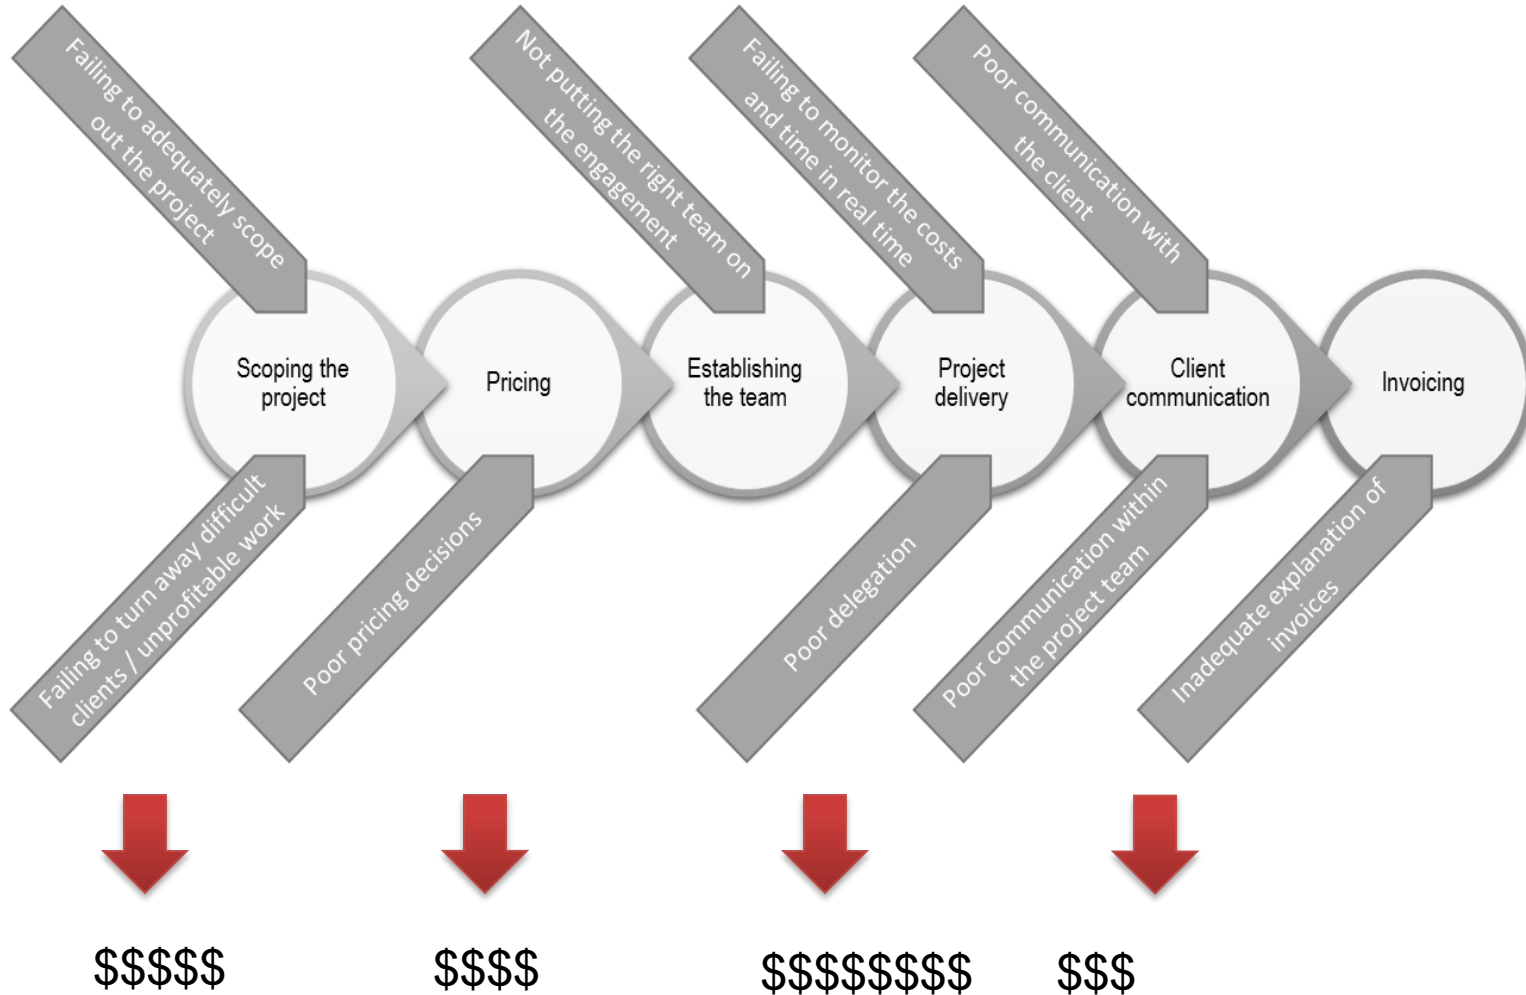 Failing to adequately scope
out the project
Not putting the right team on
the engagement
Failing to monitor the costs
and time in real time
Poor communication with
the client
Scoping the
project
Pricing
Establishing
the team
Project
delivery
Client
communication
Invoicing
Failing to turn away difficult
clients / unprofitable work
Poor pricing decisions
Poor delegation
Poor communication within
the project team
Inadequate explanation of
invoices
$$$$$
$$$$
$$$$$$$$
$$$